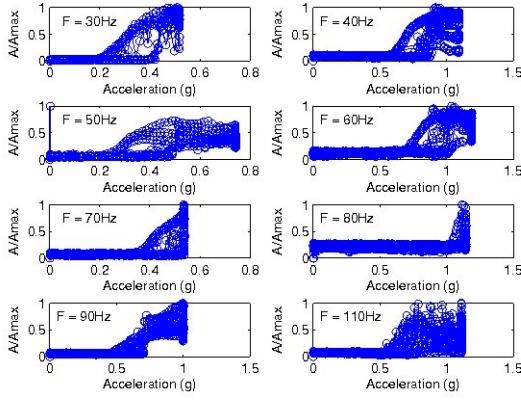 1
0.5
0
A/Amax
F = 30Hz
0 0.2 0.4 0.6 0.8
Acceleration (g)
1
0.5
0
A/Amax
F = 40Hz
0 0.5 1 1.5
Acceleration (g)
1
0.5
0
A/Amax
F = 50Hz
0 0.2 0.4 0.6 0.8
Acceleration (g)
1
0.5
0
A/Amax
F = 60Hz
0 0.5 1 1.5
Acceleration (g)
1
0.5
0
A/Amax
F = 70Hz
0 0.2 0.4 0.6 0.8
Acceleration (g)
1
0.5
0
A/Amax
F = 80Hz
0 0.5 1 1.5
Acceleration (g)
1
0.5
0
A/Amax
F = 90Hz
0 0.5 1 1.5
Acceleration (g)
1
0.5
0
A/Amax
F = 110Hz
0 0.5 1 1.5
Acceleration (g)